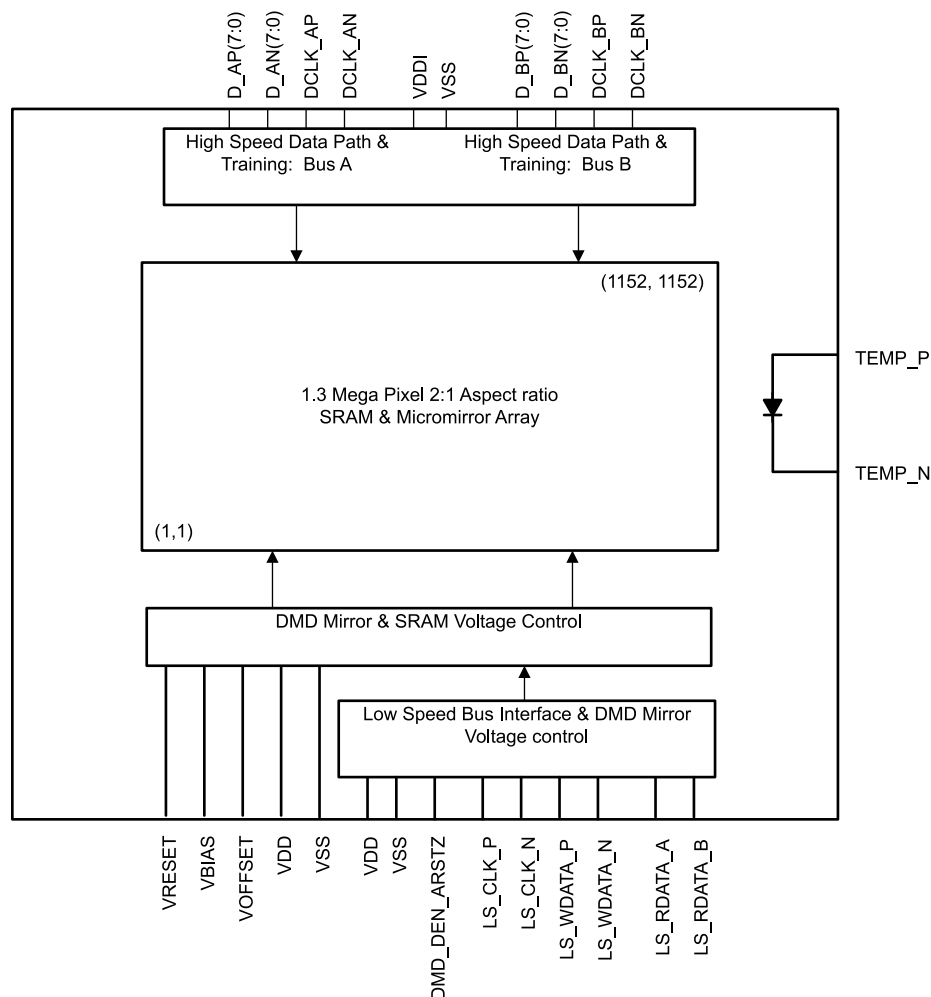 D_AP(7:0)
D_AN(7:0)
DCLK_AP
DCLK_AN
VDDI
VSS
D_BP(7:0)
D_BN(7:0)
DCLK_BP
DCLK_BN
High Speed Data Path &
Training: Bus A
High Speed Data Path &
Training: Bus B
(1152, 1152)
1.3 Mega Pixel 2:1 Aspect ratio
SRAM & Micromirror Array
(1,1)
TEMP_P
TEMP_N
DMD Mirror & SRAM Voltage Control
Low Speed Bus Interface & DMD Mirror
Voltage control
VRESET
VBIAS
VOFFSET
VDD
VSS
VDD
VSS
DMD_DEN_ARSTZ
LS_CLK_P
LS_CLK_N
LS_WDATA_P
LS_WDATA_N
LS_RDATA_A
LS_RDATA_B